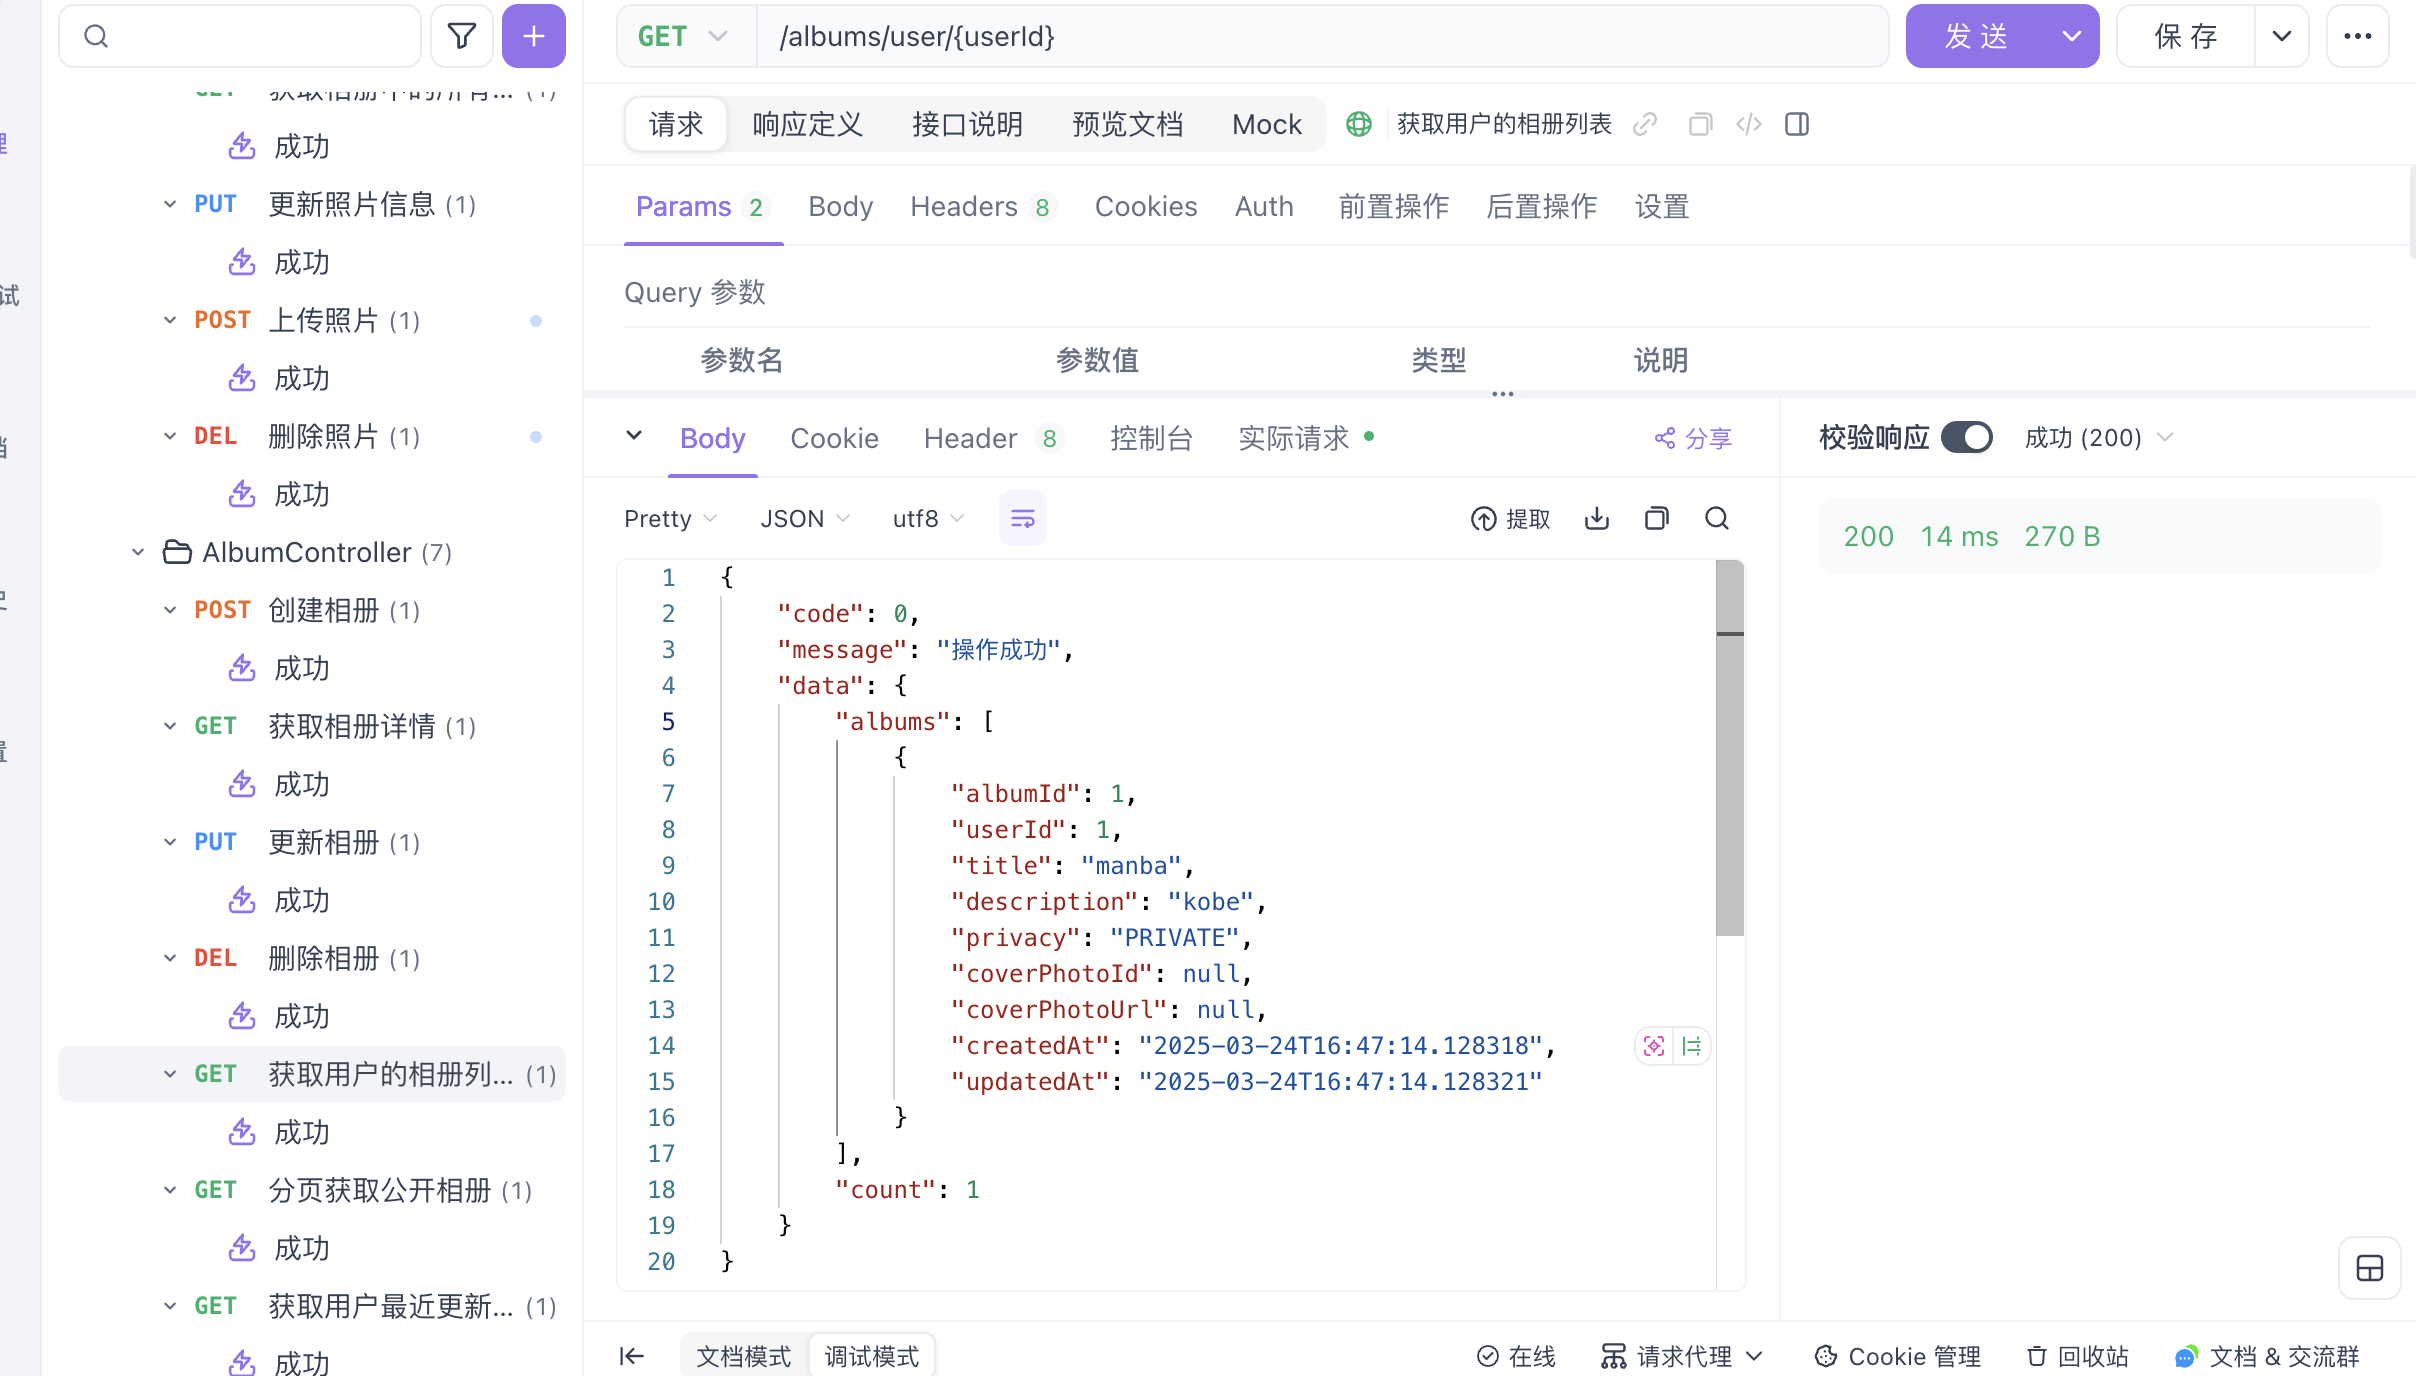 GET 获取相册中的所有... (1)
成功
PUT 更新照片信息 (1)
成功
POST 上传照片 (1)
成功
DEL 删除照片 (1)
成功
AlbumController (7)
POST 创建相册 (1)
成功
GET 获取相册详情 (1)
成功
PUT 更新相册 (1)
成功
DEL 删除相册 (1)
成功
GET 获取用户的相册列... (1)
成功
GET 分页获取公开相册 (1)
成功
GET 获取用户最近更新... (1)
成功
试
GET /albums/user/{userId} 发送 保存
请求 响应定义 接口说明 预览文档 Mock 获取用户的相册列表
Params 2 Body Headers 8 Cookies Auth 前置操作 后置操作 设置
Query 参数
参数名 参数值 类型 说明
Body Cookie Header 8 控制台 实际请求 分享
Pretty JSON utf8 提取
1 {
2 "code": 0,
3 "message": "操作成功",
4 "data": {
5 "albums": [
6 {
7 "albumId": 1,
8 "userId": 1,
9 "title": "manba",
10 "description": "kobe",
11 "privacy": "PRIVATE",
12 "coverPhotoId": null,
13 "coverPhotoUrl": null,
14 "createdAt": "2025-03-24T16:47:14.128318",
15 "updatedAt": "2025-03-24T16:47:14.128321"
16 }
17 ],
18 "count": 1
19 }
20 }
校验响应 成功 (200)
200 14 ms 270 B
文档模式 调试模式 在线 请求代理 Cookie 管理 回收站 文档 & 交流群